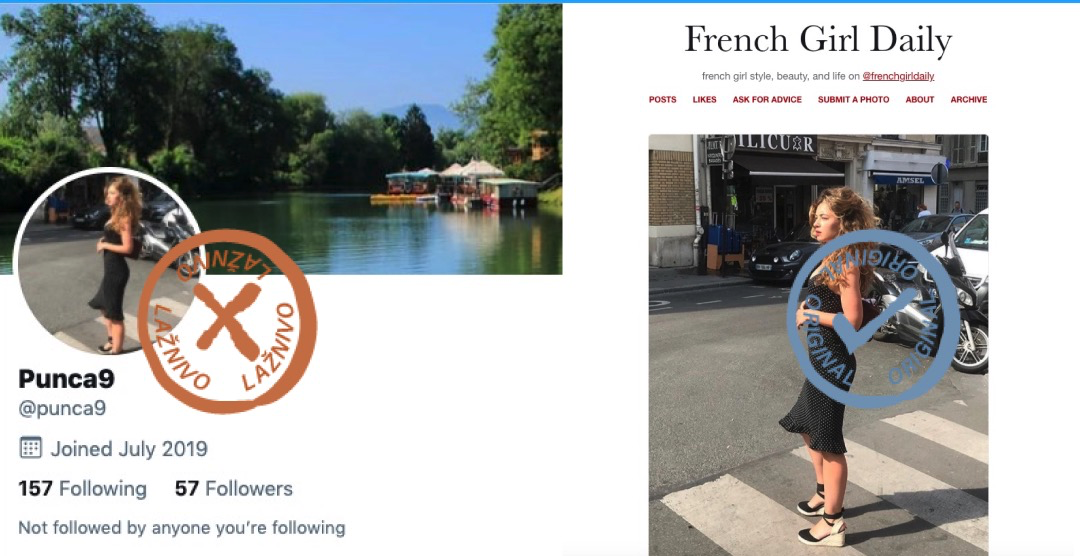 LAŽNIVO
LAŽNIVO
LAŽNIVO
Punca9
@punca9
Joined July 2019
157 Following 57 Followers
Not followed by anyone you’re following
French Girl Daily
french girl style, beauty, and life on @frenchgirldaily
POSTS LIKES ASK FOR ADVICE SUBMIT A PHOTO ABOUT ARCHIVE
AMSEL
ORIGINAL
ORIGINAL
ORIGINAL